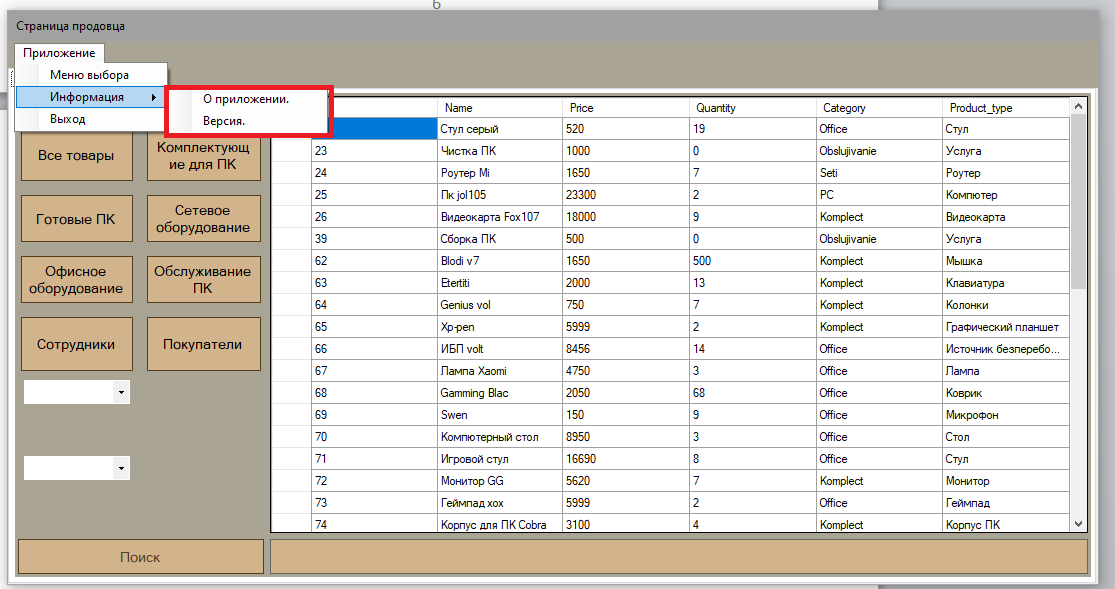 6
Страница продовца
Приложение
Меню выбора
Информация
Выход
О приложении.
Версия.
Все товары
Комплектующ
ие для ПК
Готовые ПК
Сетевое
оборудование
Офисное
оборудование
Обслуживание
ПК
Сотрудники
Покупатели
Поиск
Name Price Quantity Category Product_type
Стул серый 520 19 Office Стул
23 Чистка ПК 1000 0 Obslujivanie Услуга
24 Роутер Mi 1650 7 Seti Роутер
25 Пк jol105 23300 2 PC Компютер
26 Видеокарта Fox107 18000 9 Komplect Видеокарта
39 Сборка ПК 500 0 Obslujivanie Услуга
62 Blodi v7 1650 500 Komplect Мышка
63 Etertiti 2000 13 Komplect Клавиатура
64 Genius vol 750 7 Komplect Колонки
65 Xp-pen 5999 2 Komplect Графический планшет
66 ИБП volt 8456 14 Office Источник безперебо...
67 Лампа Xaomi 4750 3 Office Лампа
68 Gamming Blac 2050 68 Office Коврик
69 Swen 150 9 Office Микрофон
70 Компютерный стол 8950 3 Office Стол
71 Игровой стул 16690 8 Office Стул
72 Монитор GG 5620 7 Komplect Монитор
73 Геймпад xox 5999 2 Office Геймпад
74 Корпус для ПК Cobra 3100 4 Komplect Корпус ПК